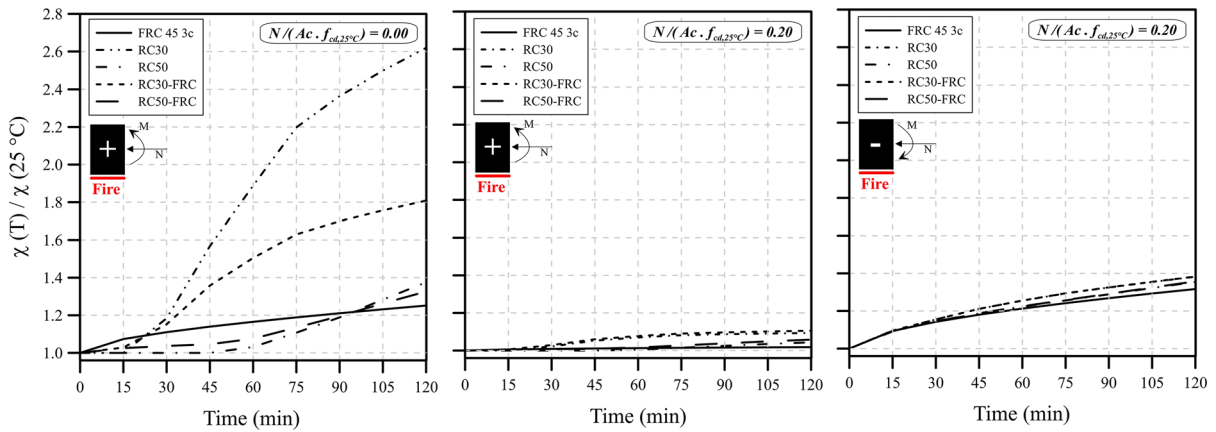 χ (T) / χ (25 °C)
2.8
2.6
2.4
2.2
2.0
1.8
1.6
1.4
1.2
1.0
FRC 45 3c
RC30
RC50
RC30-FRC
RC50-FRC
N /( Ac . fcd,25°C ) = 0.00
M
+
N
Fire
0 15 30 45 60 75 90 105 120
Time (min)
FRC 45 3c
RC30
RC50
RC30-FRC
RC50-FRC
N /( Ac . fcd,25°C ) = 0.20
M
+
N
Fire
0 15 30 45 60 75 90 105 120
Time (min)
FRC 45 3c
RC30
RC50
RC30-FRC
RC50-FRC
N /( Ac . fcd,25°C ) = 0.20
M
-
N
Fire
0 15 30 45 60 75 90 105 120
Time (min)